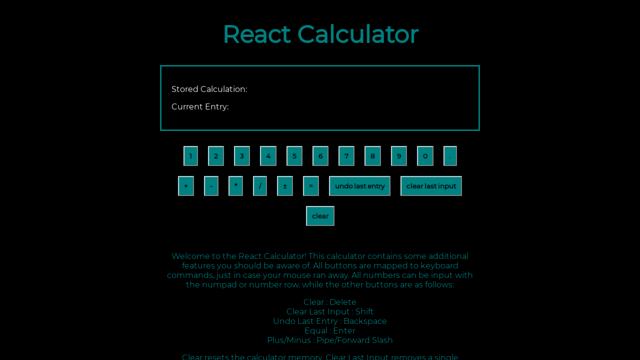 React Calculator
Stored Calculation:
Current Entry:
1 2 3 4 5 6 7 8 9 0 .
+ - * / ± = undo last entry clear last input
clear
Welcome to the React Calculator! This calculator contains some additional
features you should be aware of. All buttons are mapped to keyboard
commands, just in case your mouse ran away. All numbers can be input with
the numpad or number row, while the other buttons are as follows:
Clear : Delete
Clear Last Input : Shift
Undo Last Entry : Backspace
Equal : Enter
Plus/Minus : Pipe/Forward Slash
Clear resets the calculator memory. Clear Last Input removes a single